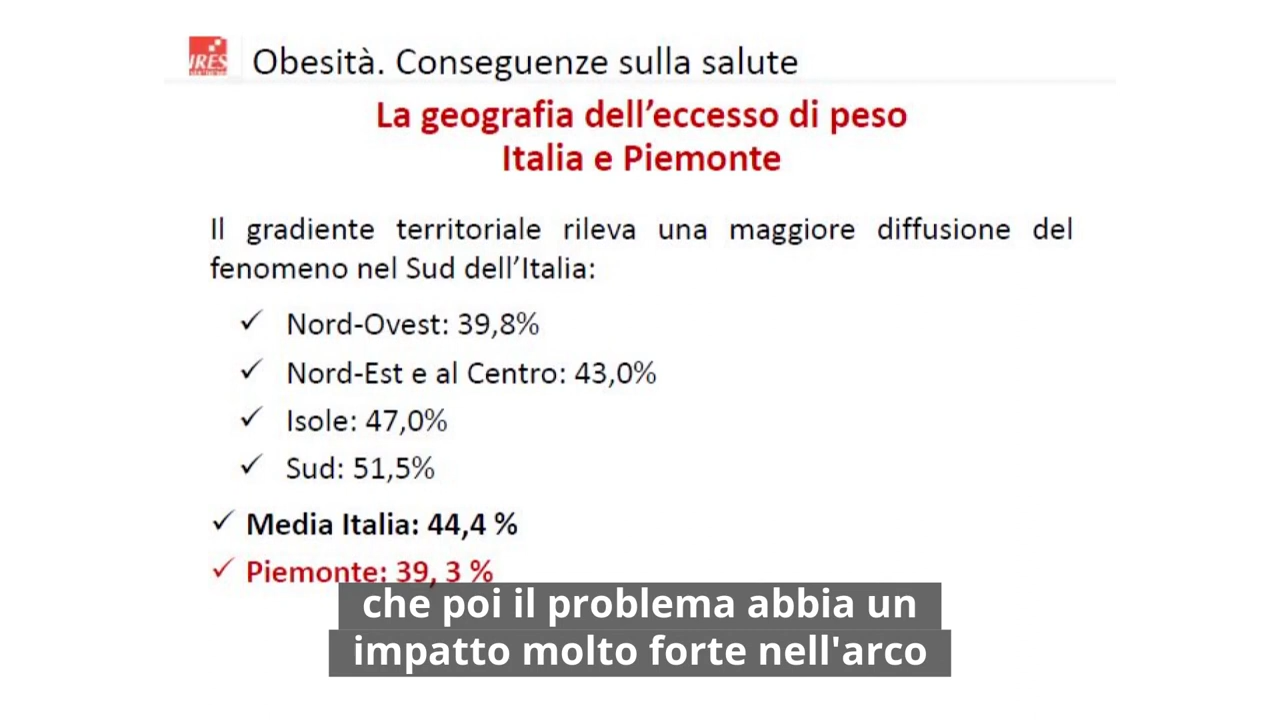 IRES
Obesità. Conseguenze sulla salute
La geografia dell’eccesso di peso
Italia e Piemonte
Il gradiente territoriale rileva una maggiore diffusione del
fenomeno nel Sud dell’Italia:
✓ Nord-Ovest: 39,8%
✓ Nord-Est e al Centro: 43,0%
✓ Isole: 47,0%
✓ Sud: 51,5%
✓ Media Italia: 44,4 %
✓ Piemonte: 39, 3 %
che poi il problema abbia un
impatto molto forte nell'arco